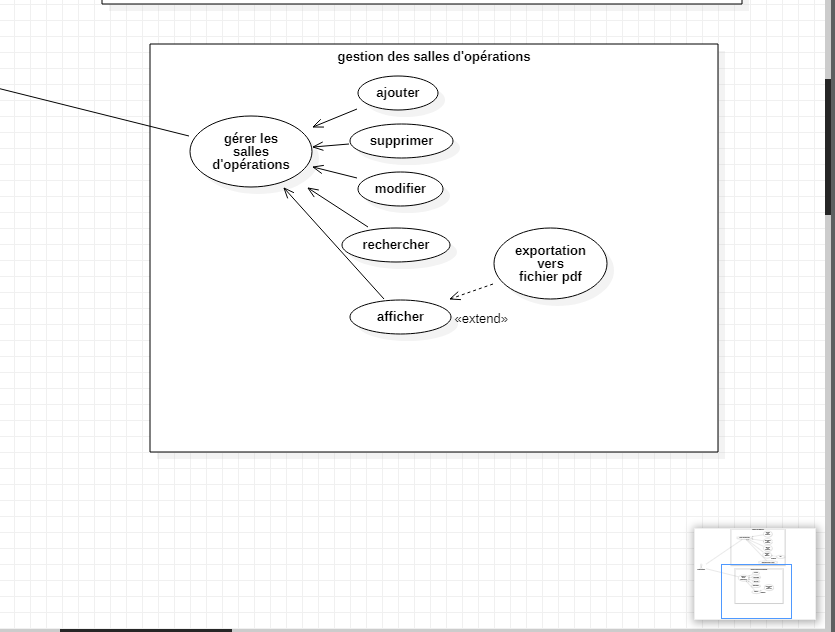 gestion des salles d'opérations
ajouter
gérer les
salles
d'opérations
supprimer
modifier
rechercher
exportation
vers
fichier pdf
afficher
«extend»